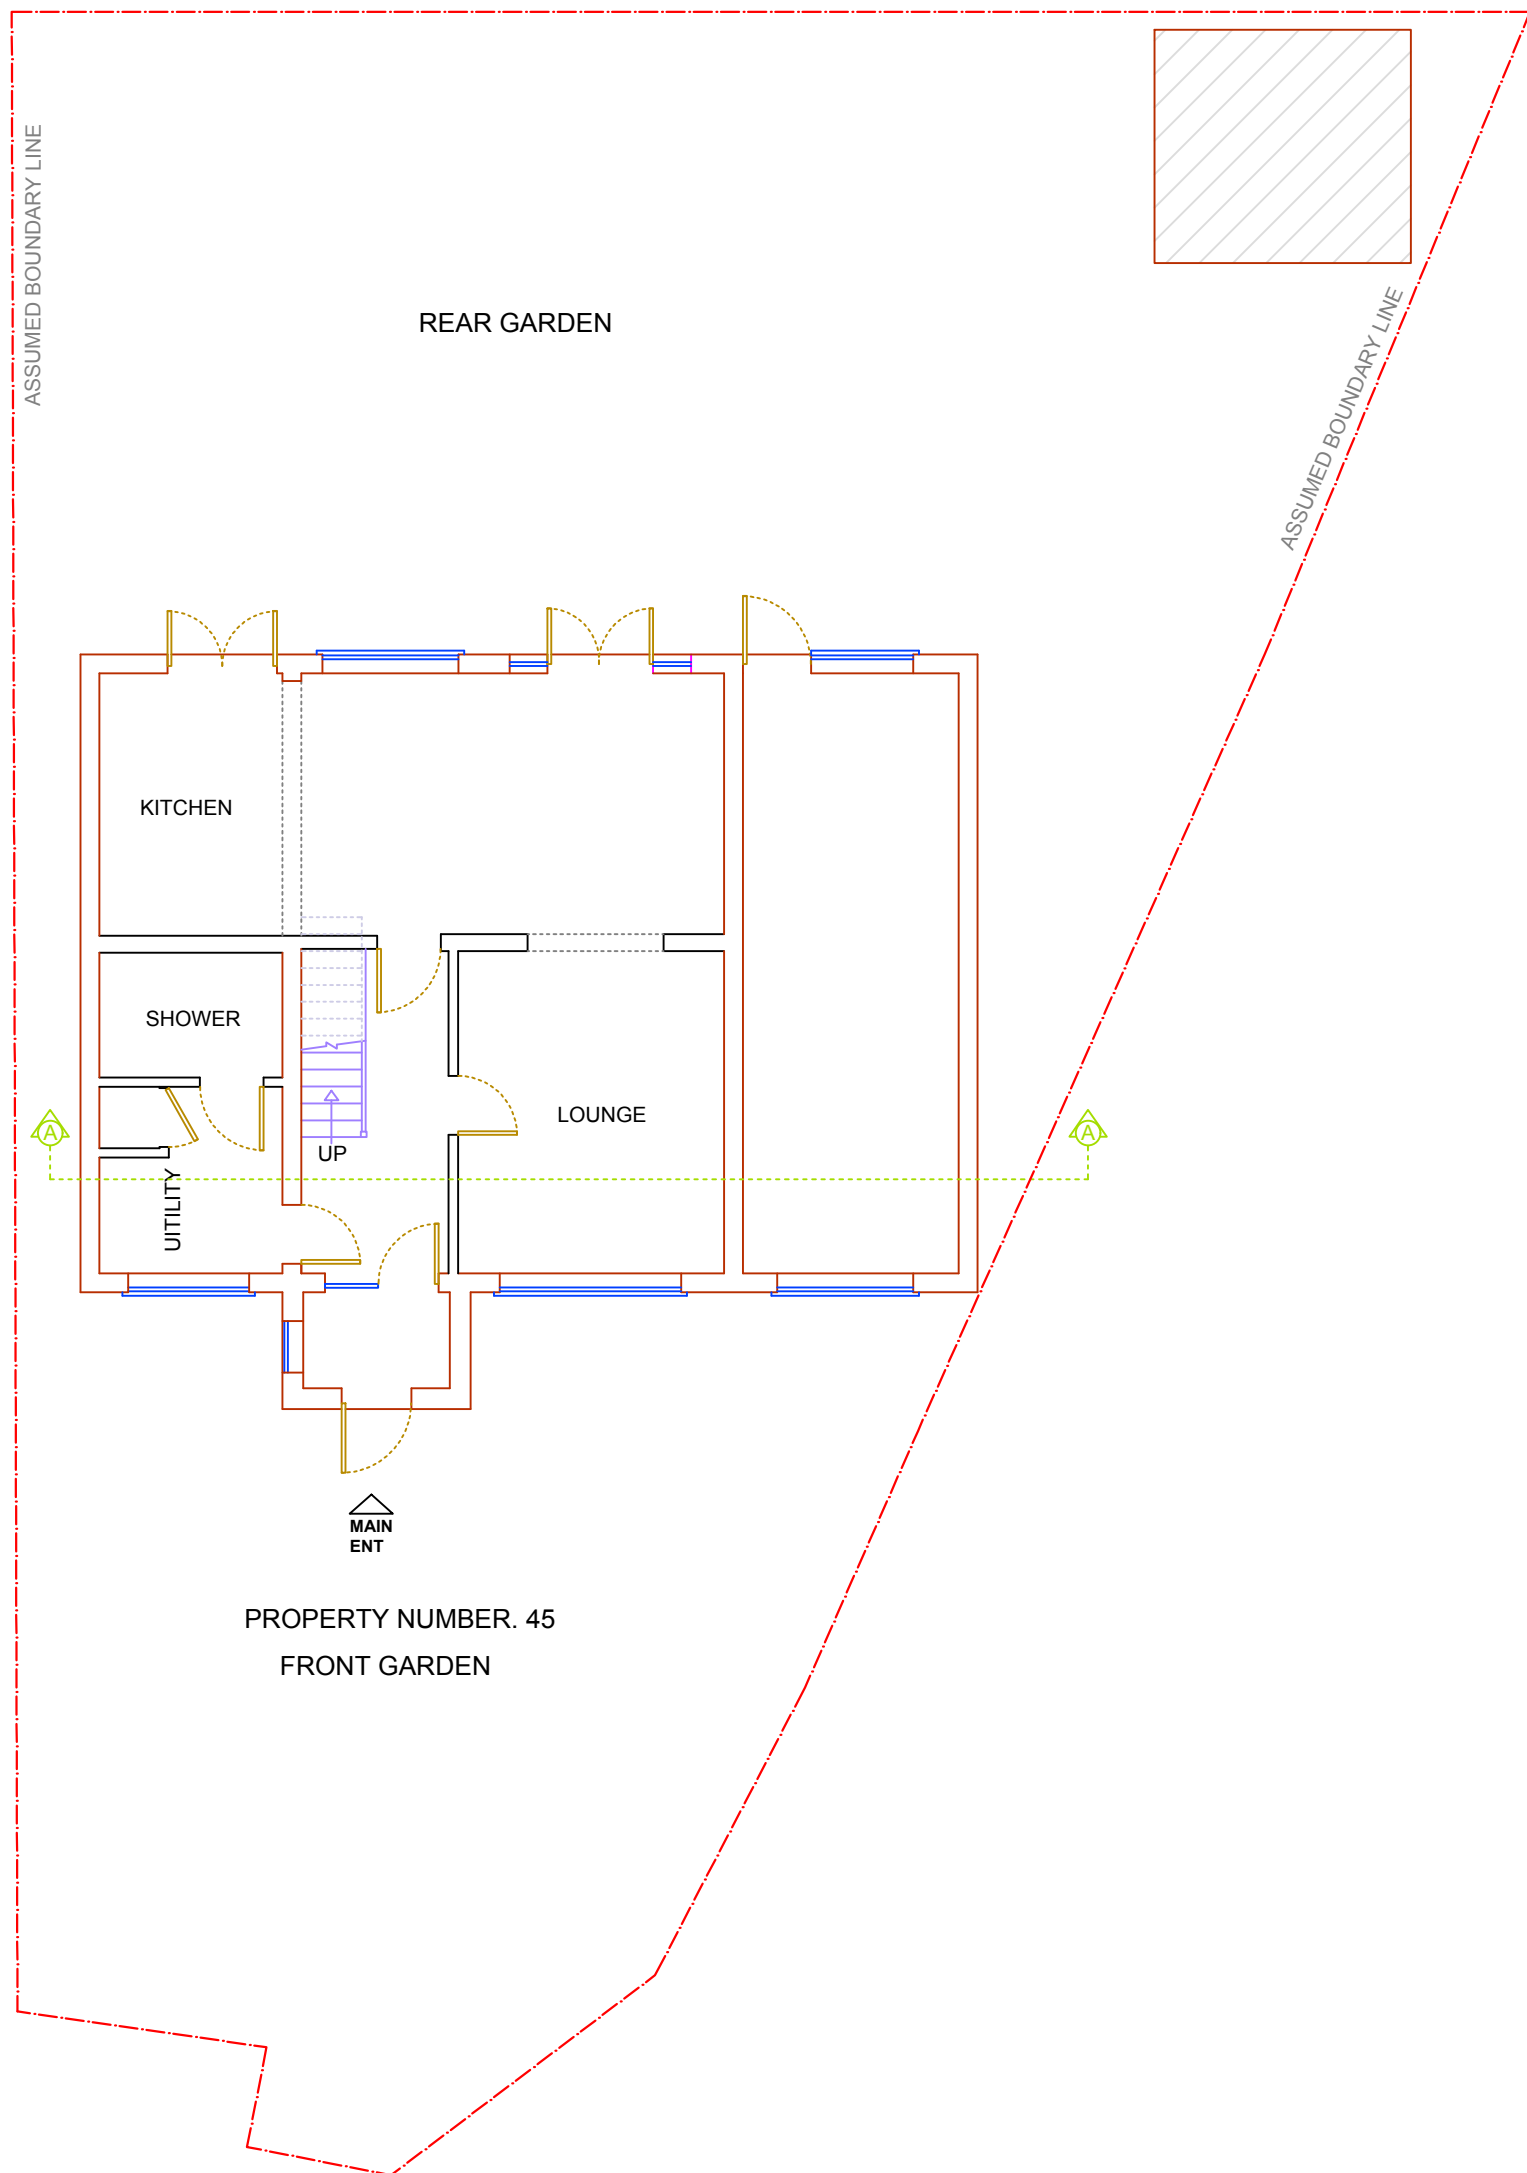 ASSUMED BOUNDARY LINE
REAR GARDEN
ASSUMED BOUNDARY LINE
KITCHEN
SHOWER
LOUNGE
A
A
UP
UITILITY
MAIN
ENT
PROPERTY NUMBER. 45
FRONT GARDEN